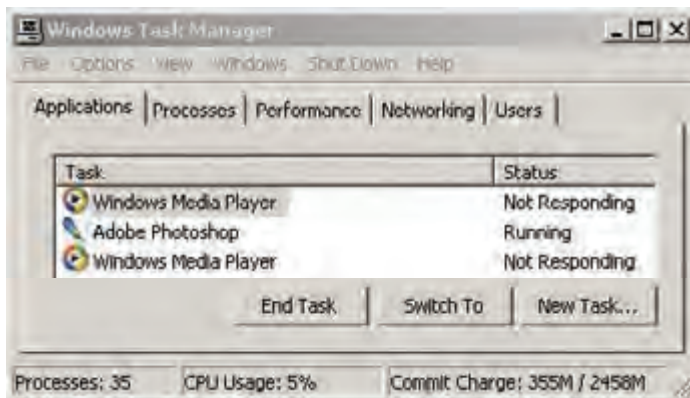 Windows Task Manager
File Options View Windows Shut Down Help
Applications Processes Performance Networking Users
Task Status
Windows Media Player Not Responding
Adobe Photoshop Running
Windows Media Player Not Responding
End Task Switch To New Task...
Processes: 35 CPU Usage: 5% Commit Charge: 355M / 2458M